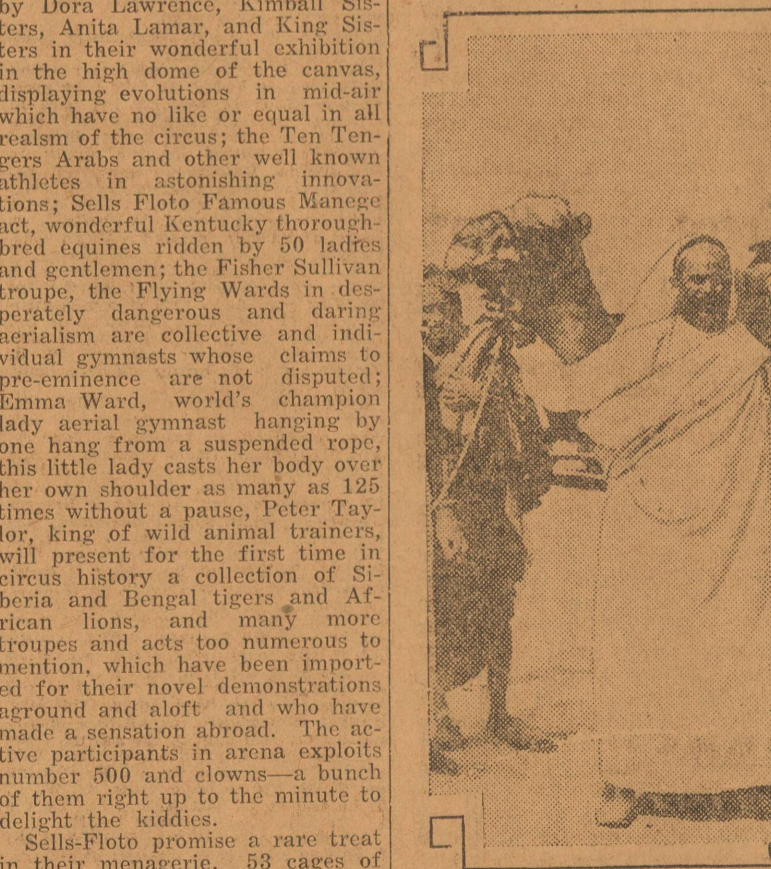 by Dora Lawrence, Kimball Sis-
ters, Anita Lamar, and King Sis-
ters in their wonderful exhibition
in the high dome of the canvas,
displaying evolutions in mid-air
which have no like or equal in all
realsm of the circus; the Ten Ten-
gers Arabs and other well known
athletes in astonishing innova-
tions; Sells Floto Famous Manege
act, wonderful Kentucky thorough-
bred equines ridden by 50 ladies
and gentlemen; the Fisher Sullivan
troupe, the Flying Wards in des-
perately dangerous and daring
aerialism are collective and indi-
vidual gymnasts whose claims to
pre-eminence are not disputed;
Emma Ward, world's champion
lady aerial gymnast hanging by
one hang from a suspended rope,
this little lady casts her body over
her own shoulder as many as 125
times without a pause, Peter Tay-
lor, king of wild animal trainers,
will present for the first time in
circus history a collection of Si-
beria and Bengal tigers and Af-
rican lions, and many more
troupes and acts too numerous to
mention, which have been import-
ed for their novel demonstrations
aground and aloft and who have
made a sensation abroad. The ac-
tive participants in arena exploits
number 500 and clowns—a bunch
of them right up to the minute to
delight the kiddies.
Sells-Floto promise a rare treat
in their menagerie. 53 cages of